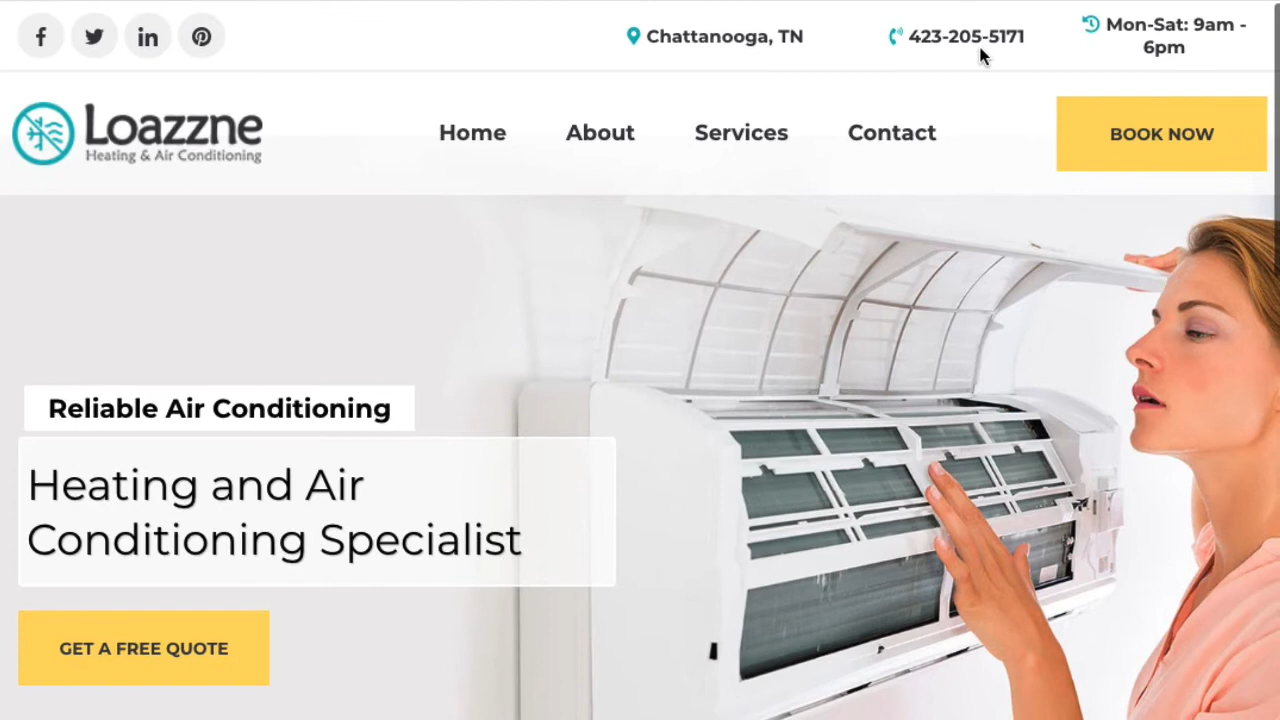 Chattanooga, TN
423-205-5171
Mon-Sat: 9am -
6pm
Loazzne
Heating & Air Conditioning
Home
About
Services
Contact
BOOK NOW
Reliable Air Conditioning
Heating and Air
Conditioning Specialist
GET A FREE QUOTE